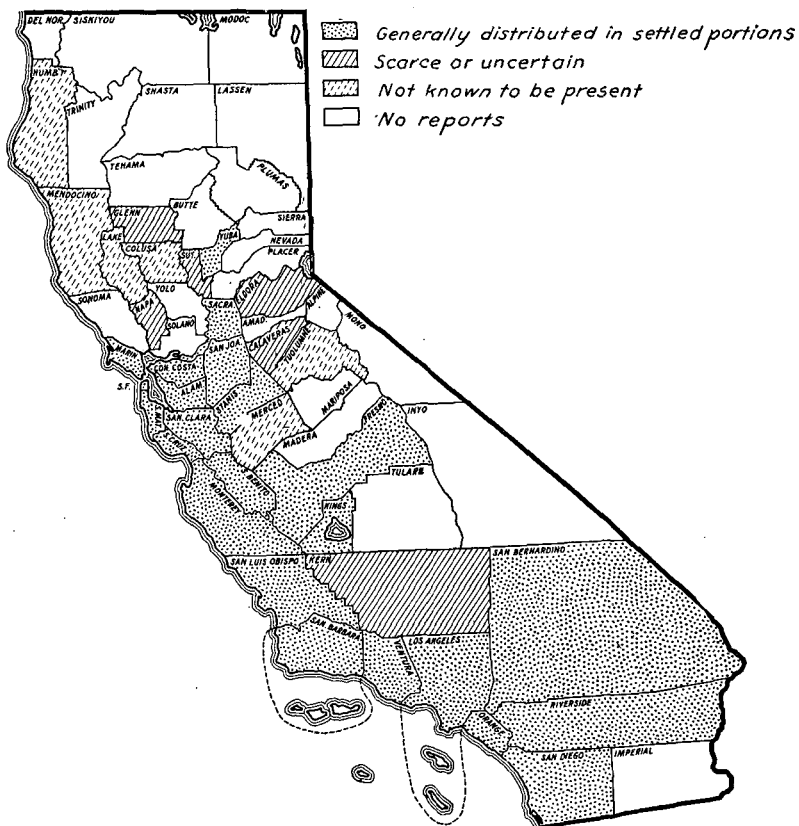 Generally distributed in settled portions
Scarce or uncertain
Not known to be present
No reports
DEL NOR.
SISKIYOU
MODOC
HUMB'T
TRINITY
SHASTA
LASSEN
TEHAMA
PLUMAS
MENDOCINO
GLENN
BUTTE
SIERRA
LAKE
COLUSA
SUT.
YUBA
NEVADA
PLACER
SONOMA
NAPA
YOLO
SACRA.
ELDORA.
ALPINE
SOLANO
AMAD.
MONO
MARIN
SAN JOA.
CALAVERAS
TUOLUMNE
S.F.
CON. COSTA
ALAM.
STANIS.
MARIPOSA
S. MAT.
SAN. CLARA
MERCED
MADERA
FRESNO
INYO
MONTERY
TULARE
KINGS
SAN LUIS OBISPO
KERN
SAN BERNARDINO
SAN. BARBARA
VENTURA
LOS ANGELES
ORANGE
RIVERSIDE
SAN DIEGO
IMPERIAL